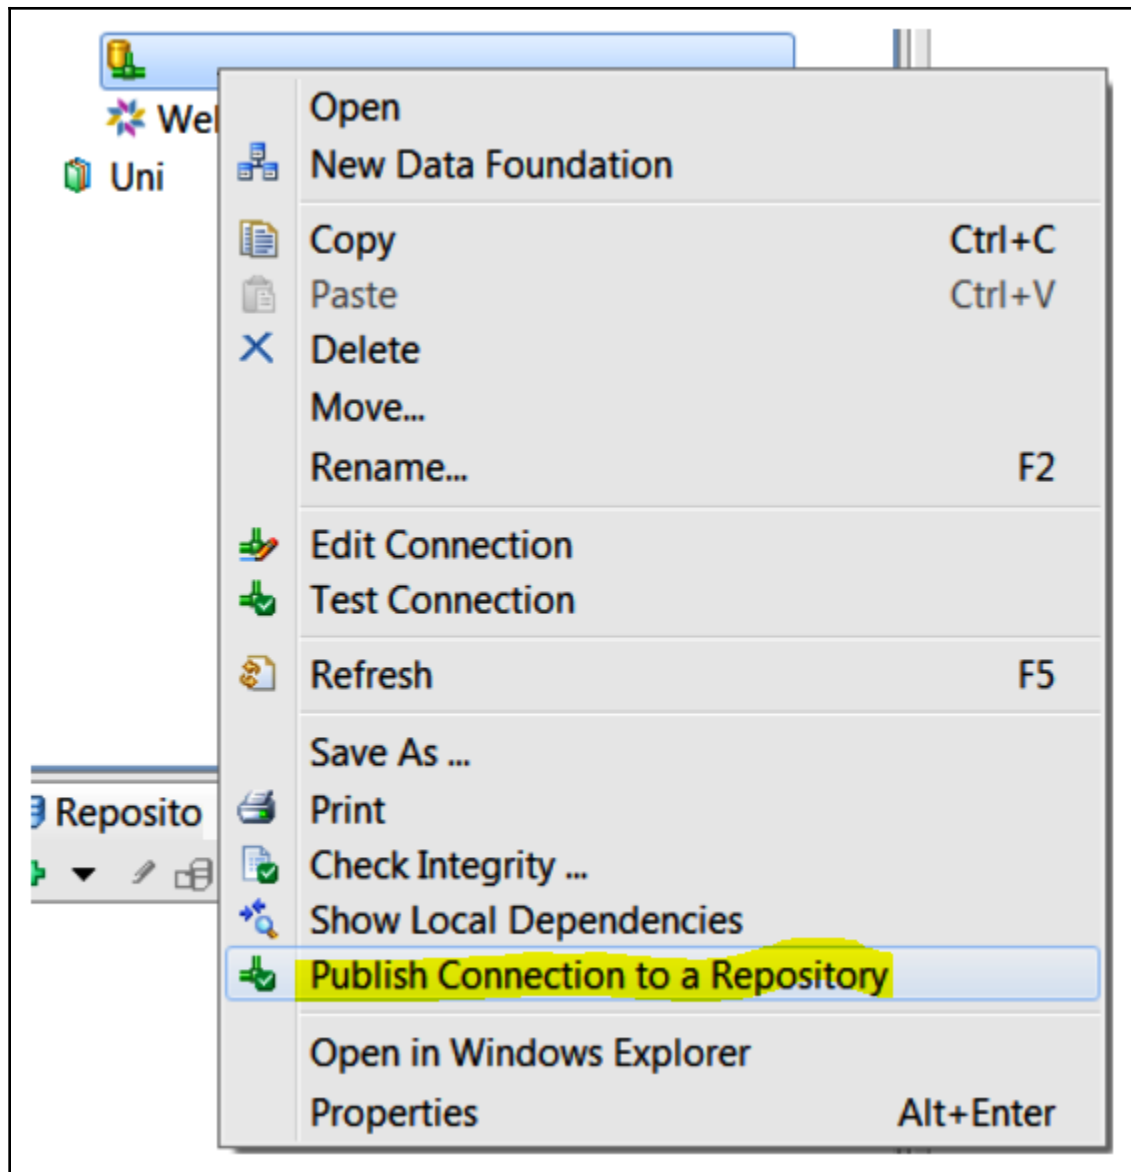 Open
Wel
New Data Foundation
Uni
Copy Ctrl+C
Paste Ctrl+V
Delete
Move...
Rename... F2
Edit Connection
Test Connection
Refresh F5
Save As ...
Reposito
Print
Check Integrity ...
Show Local Dependencies
Publish Connection to a Repository
Open in Windows Explorer
Properties Alt+Enter